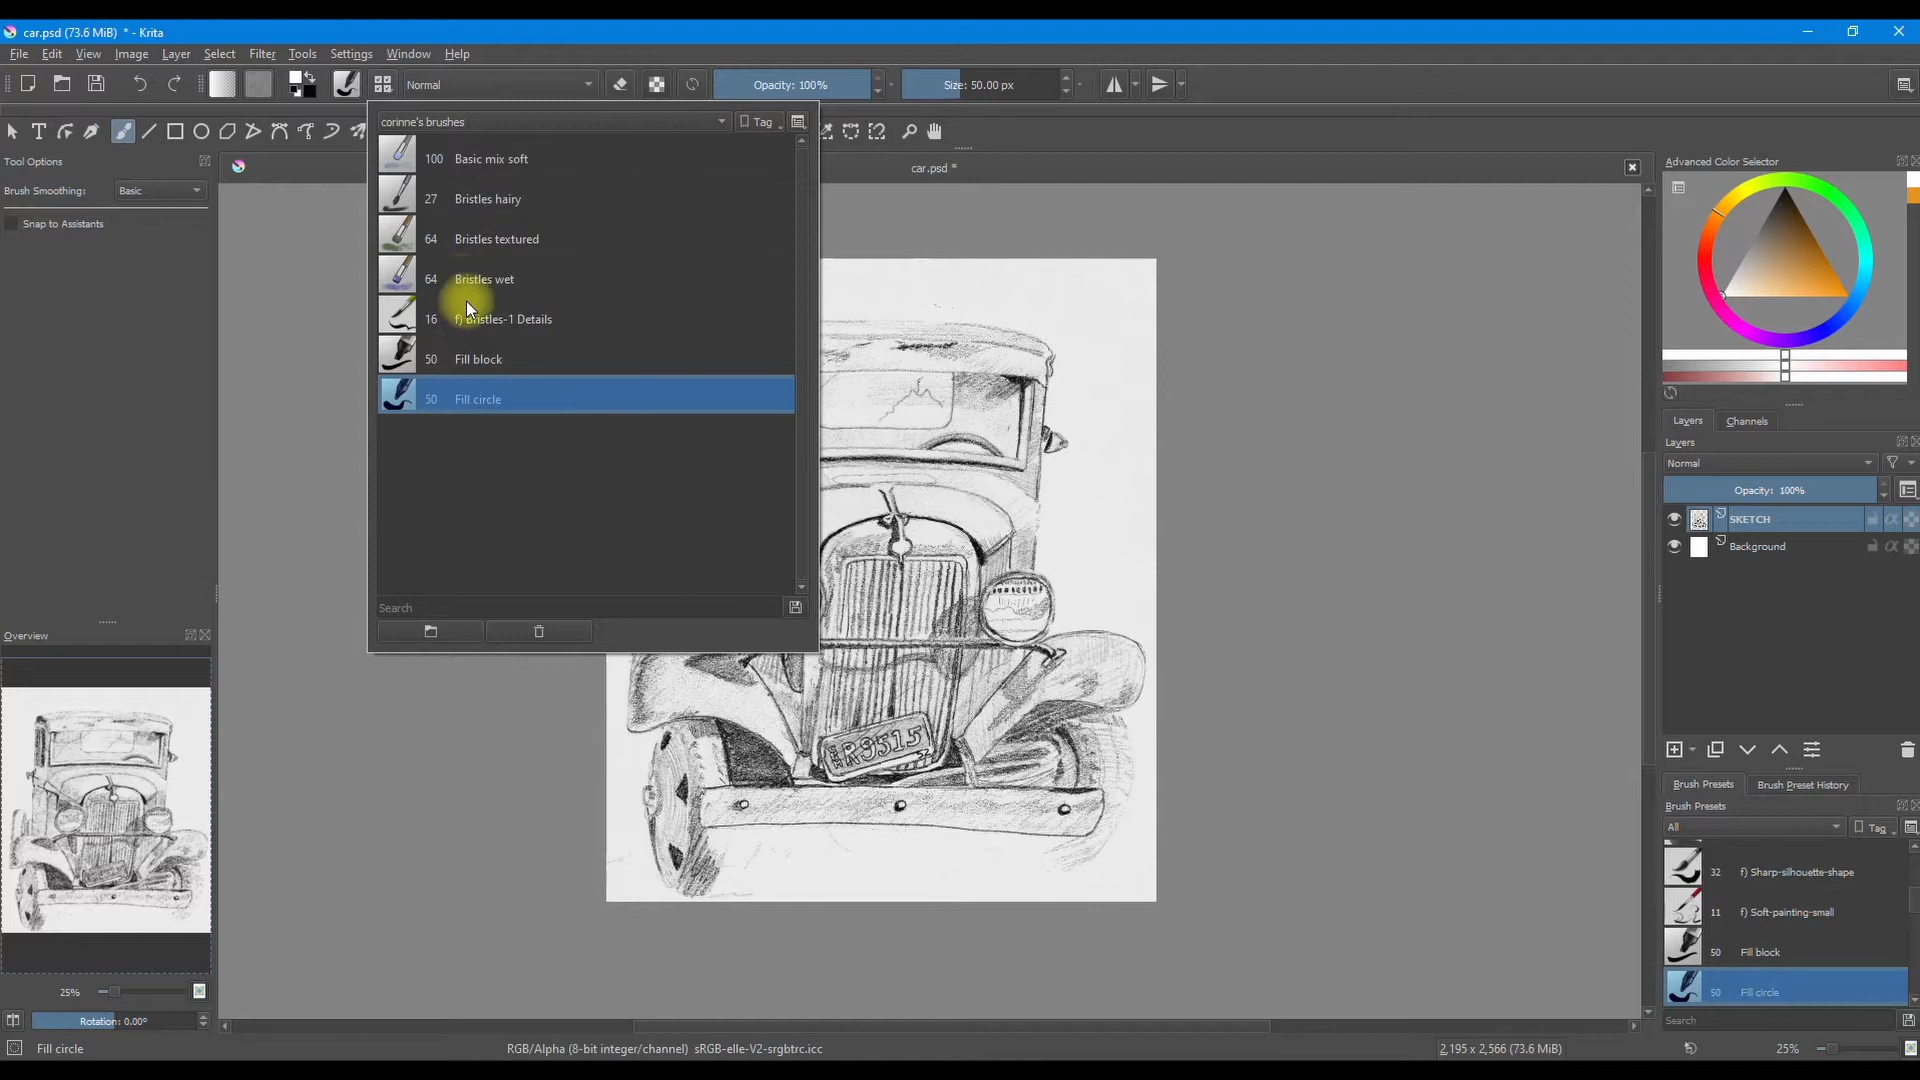 car.psd (73.6 MiB) * - Krita
File Edit View Image Layer Select Filter Tools Settings Window Help
Normal
Opacity: 100%
Size: 50.00 px
corinne's brushes
Tag
100 Basic mix soft
27 Bristles hairy
64 Bristles textured
64 Bristles wet
16 f) Bristles-1 Details
50 Fill block
50 Fill circle
Search
Tool Options
Brush Smoothing: Basic
Snap to Assistants
car.psd *
R9515
Overview
25%
Rotation: 0.00°
Advanced Color Selector
Layers Channels
Layers
Normal
Opacity: 100%
SKETCH
Background
Brush Presets Brush Preset History
Brush Presets
All
Tag
32 f) Sharp-silhouette-shape
11 f) Soft-painting-small
50 Fill block
50 Fill circle
Search
Fill circle
RGB/Alpha (8-bit integer/channel) sRGB-elle-V2-srgbtrc.icc
2,195 x 2,566 (73.6 MiB)
25%